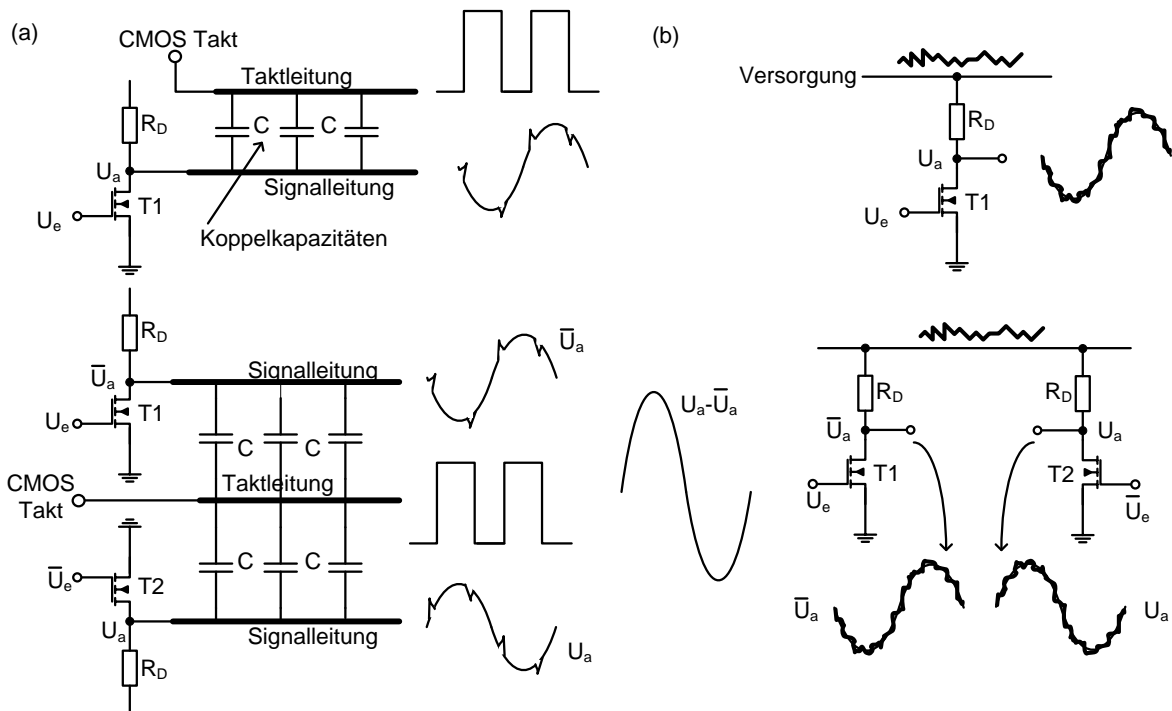 (a)
CMOS Takt
Taktleitung
R_D
C
C
U_a
Signalleitung
T1
U_e
Koppelkapazitäten
R_D
Ū_a
Signalleitung
Ū_a
T1
U_e
C
C
CMOS
Takt
Taktleitung
Ū_e
T2
C
C
U_a
Signalleitung
U_a
R_D
(b)
Versorgung
R_D
U_a
T1
U_e
U_a-Ū_a
R_D
R_D
Ū_a
U_a
T1
T2
U_e
Ū_e
Ū_a
U_a